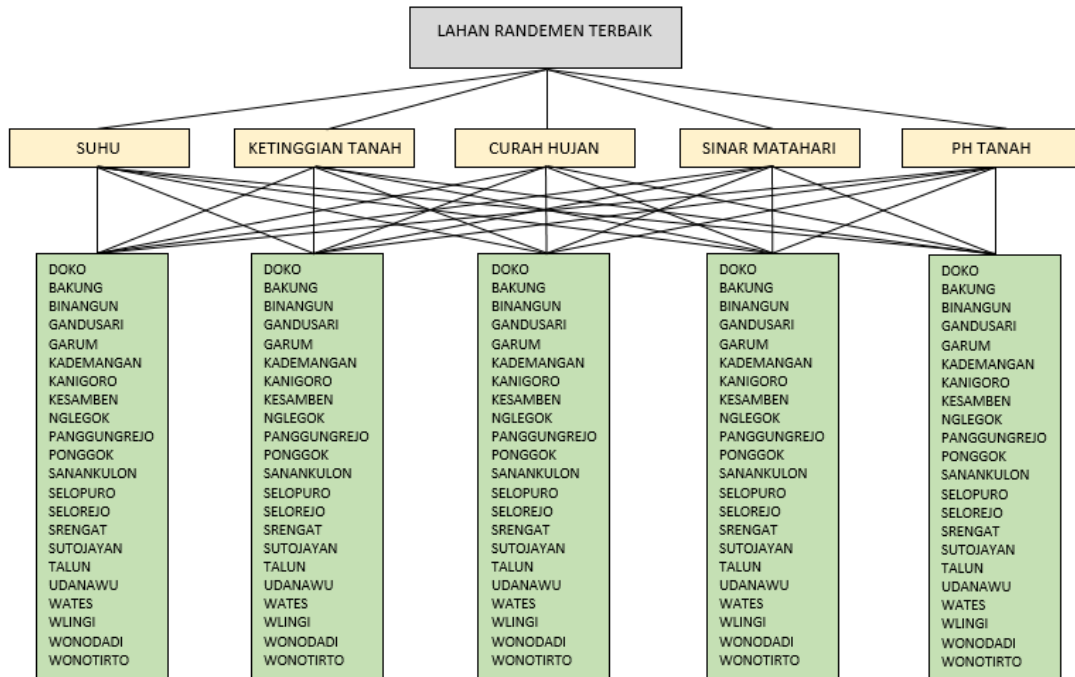 LAHAN RANDEMEN TERBAIK
SUHU
KETINGGIAN TANAH
CURAH HUJAN
SINAR MATAHARI
PH TANAH
DOKO
BAKUNG
BINANGUN
GANDUSARI
GARUM
KADEMANGAN
KANIGORO
KESAMBEN
NGLEGOK
PANGGUNGREJO
PONGGOK
SANANKULON
SELOPURO
SELOREJO
SRENGAT
SUTOJAYAN
TALUN
UDANAWU
WATES
WLINGI
WONODADI
WONOTIRTO
DOKO
BAKUNG
BINANGUN
GANDUSARI
GARUM
KADEMANGAN
KANIGORO
KESAMBEN
NGLEGOK
PANGGUNGREJO
PONGGOK
SANANKULON
SELOPURO
SELOREJO
SRENGAT
SUTOJAYAN
TALUN
UDANAWU
WATES
WLINGI
WONODADI
WONOTIRTO
DOKO
BAKUNG
BINANGUN
GANDUSARI
GARUM
KADEMANGAN
KANIGORO
KESAMBEN
NGLEGOK
PANGGUNGREJO
PONGGOK
SANANKULON
SELOPURO
SELOREJO
SRENGAT
SUTOJAYAN
TALUN
UDANAWU
WATES
WLINGI
WONODADI
WONOTIRTO
DOKO
BAKUNG
BINANGUN
GANDUSARI
GARUM
KADEMANGAN
KANIGORO
KESAMBEN
NGLEGOK
PANGGUNGREJO
PONGGOK
SANANKULON
SELOPURO
SELOREJO
SRENGAT
SUTOJAYAN
TALUN
UDANAWU
WATES
WLINGI
WONODADI
WONOTIRTO
DOKO
BAKUNG
BINANGUN
GANDUSARI
GARUM
KADEMANGAN
KANIGORO
KESAMBEN
NGLEGOK
PANGGUNGREJO
PONGGOK
SANANKULON
SELOPURO
SELOREJO
SRENGAT
SUTOJAYAN
TALUN
UDANAWU
WATES
WLINGI
WONODADI
WONOTIRTO